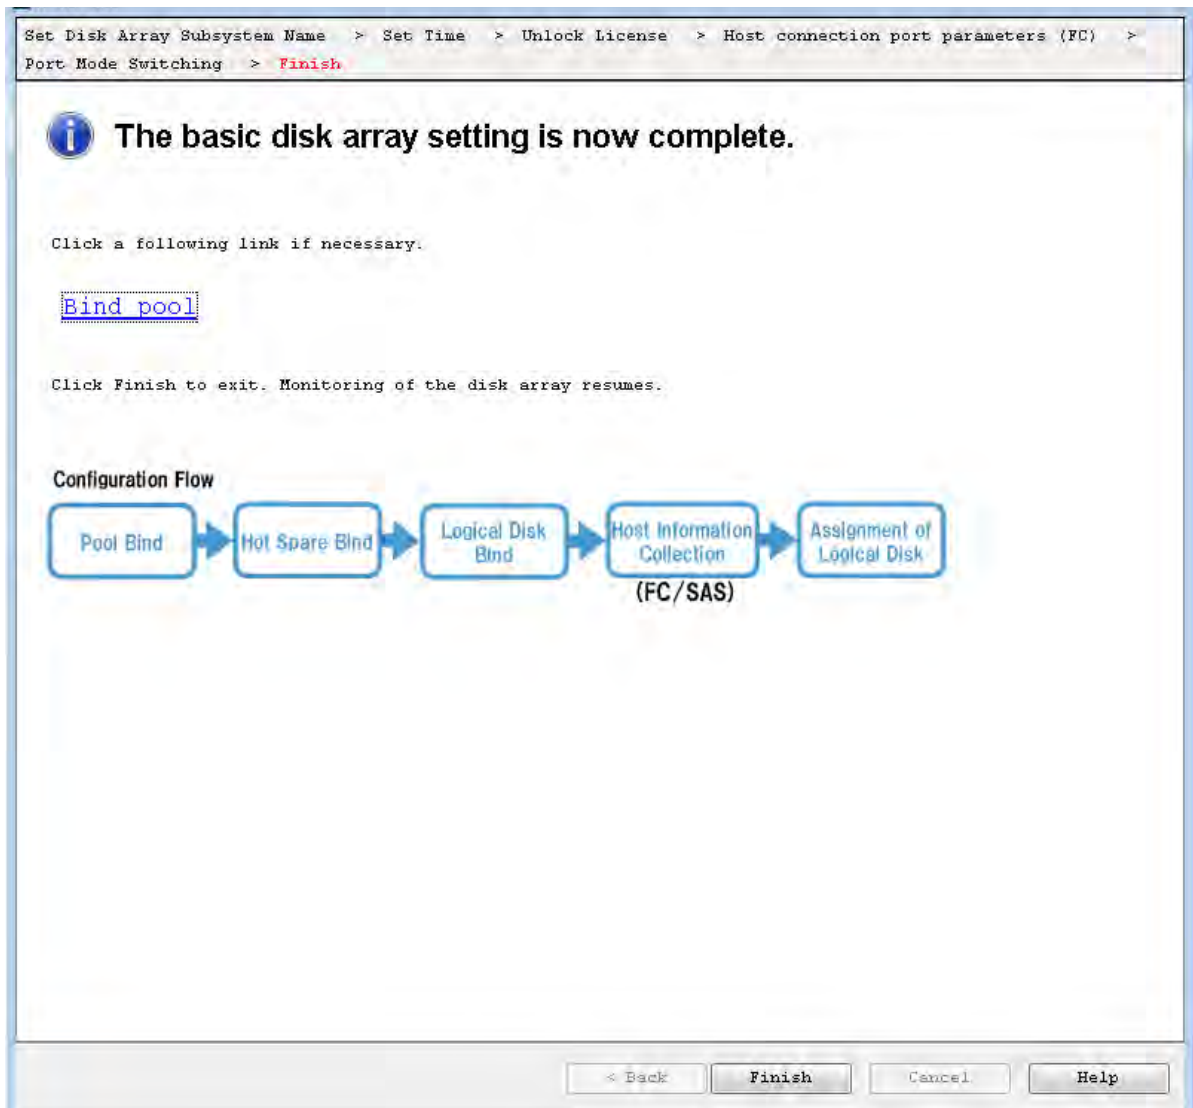 Set Disk Array Subsystem Name > Set Time > Unlock License > Host connection port parameters (FC) >
Port Mode Switching > Finish
The basic disk array setting is now complete.
Click a following link if necessary.
Bind pool
Click Finish to exit. Monitoring of the disk array resumes.
Configuration Flow
Pool Bind
Hot Spare Bind
Logical Disk
Bind
Host Information
Collection
(FC/SAS)
Assignment of
Logical Disk
< Back
Finish
Cancel
Help